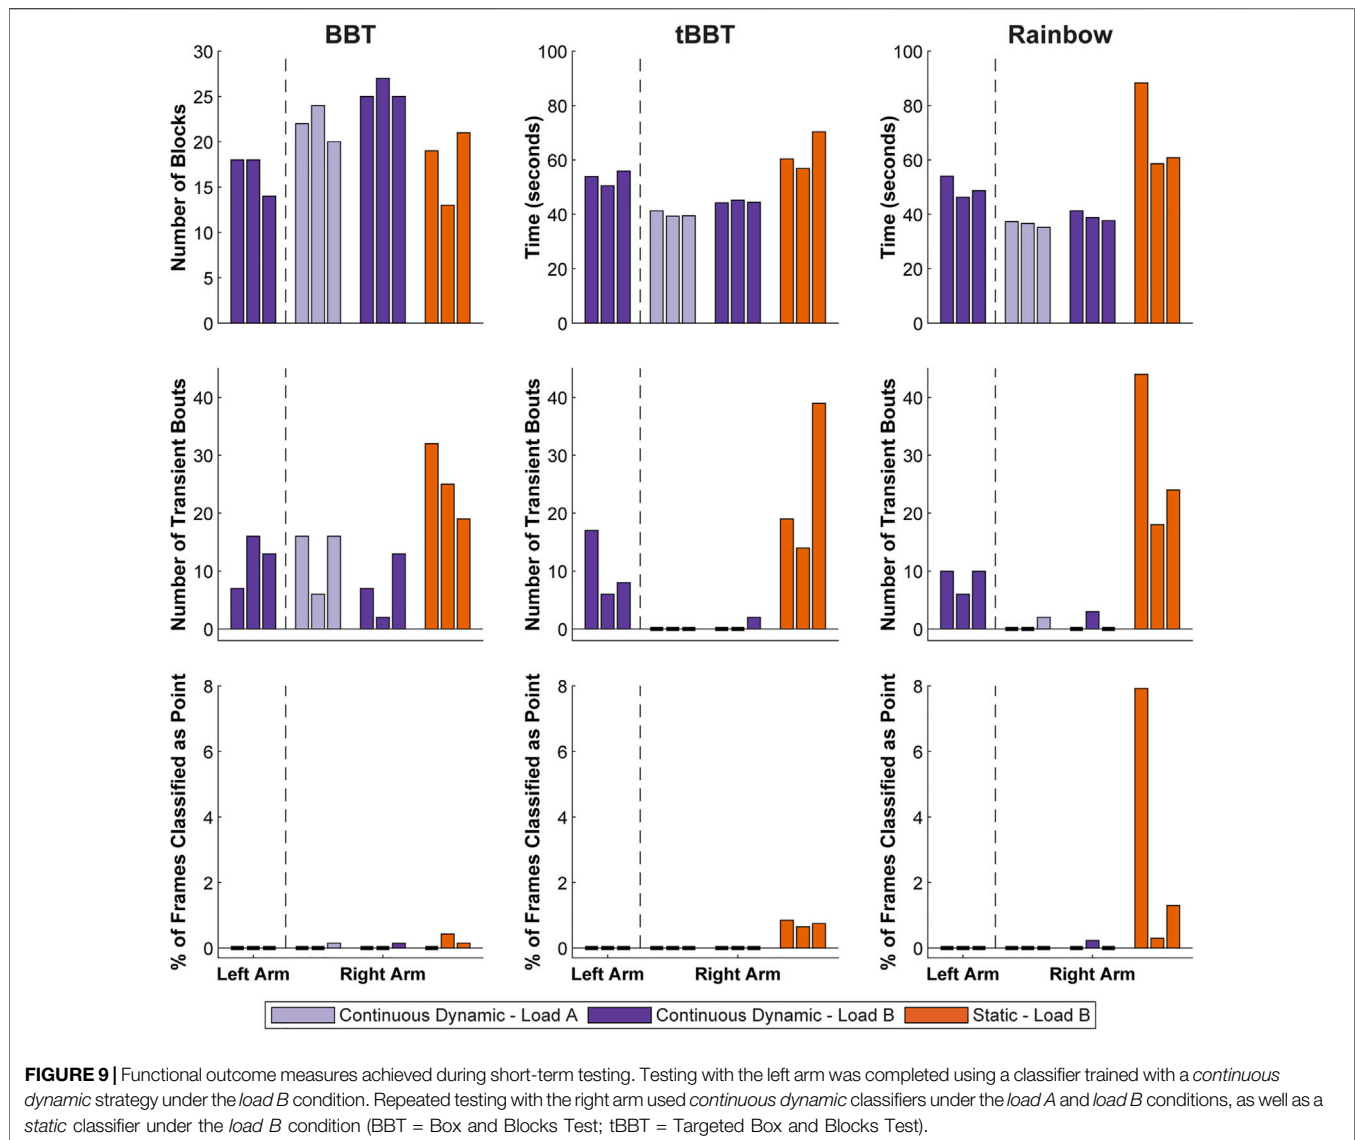 BBT
tBBT
Rainbow
Number of Blocks
30
25
20
15
10
5
0
Time (seconds)
100
80
60
40
20
0
Time (seconds)
100
80
60
40
20
0
Number of Transient Bouts
40
30
20
10
0
Number of Transient Bouts
40
30
20
10
0
Number of Transient Bouts
40
30
20
10
0
% of Frames Classified as Point
8
6
4
2
0
Left Arm
Right Arm
% of Frames Classified as Point
8
6
4
2
0
Left Arm
Right Arm
% of Frames Classified as Point
8
6
4
2
0
Left Arm
Right Arm
Continuous Dynamic - Load A
Continuous Dynamic - Load B
Static - Load B
FIGURE 9 | Functional outcome measures achieved during short-term testing. Testing with the left arm was completed using a classifier trained with a continuous
dynamic strategy under the load B condition. Repeated testing with the right arm used continuous dynamic classifiers under the load A and load B conditions, as well as a
static classifier under the load B condition (BBT = Box and Blocks Test; tBBT = Targeted Box and Blocks Test).